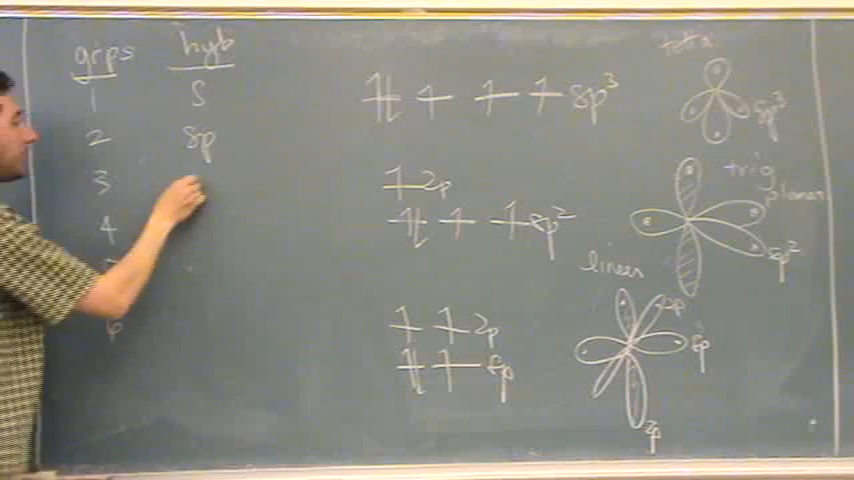 grps hyb
1 s
2 sp
3
4
6
sp³
2p
sp²
2p
sp
tetra
sp³
trig
planar
sp²
linear
2p
sp
2p